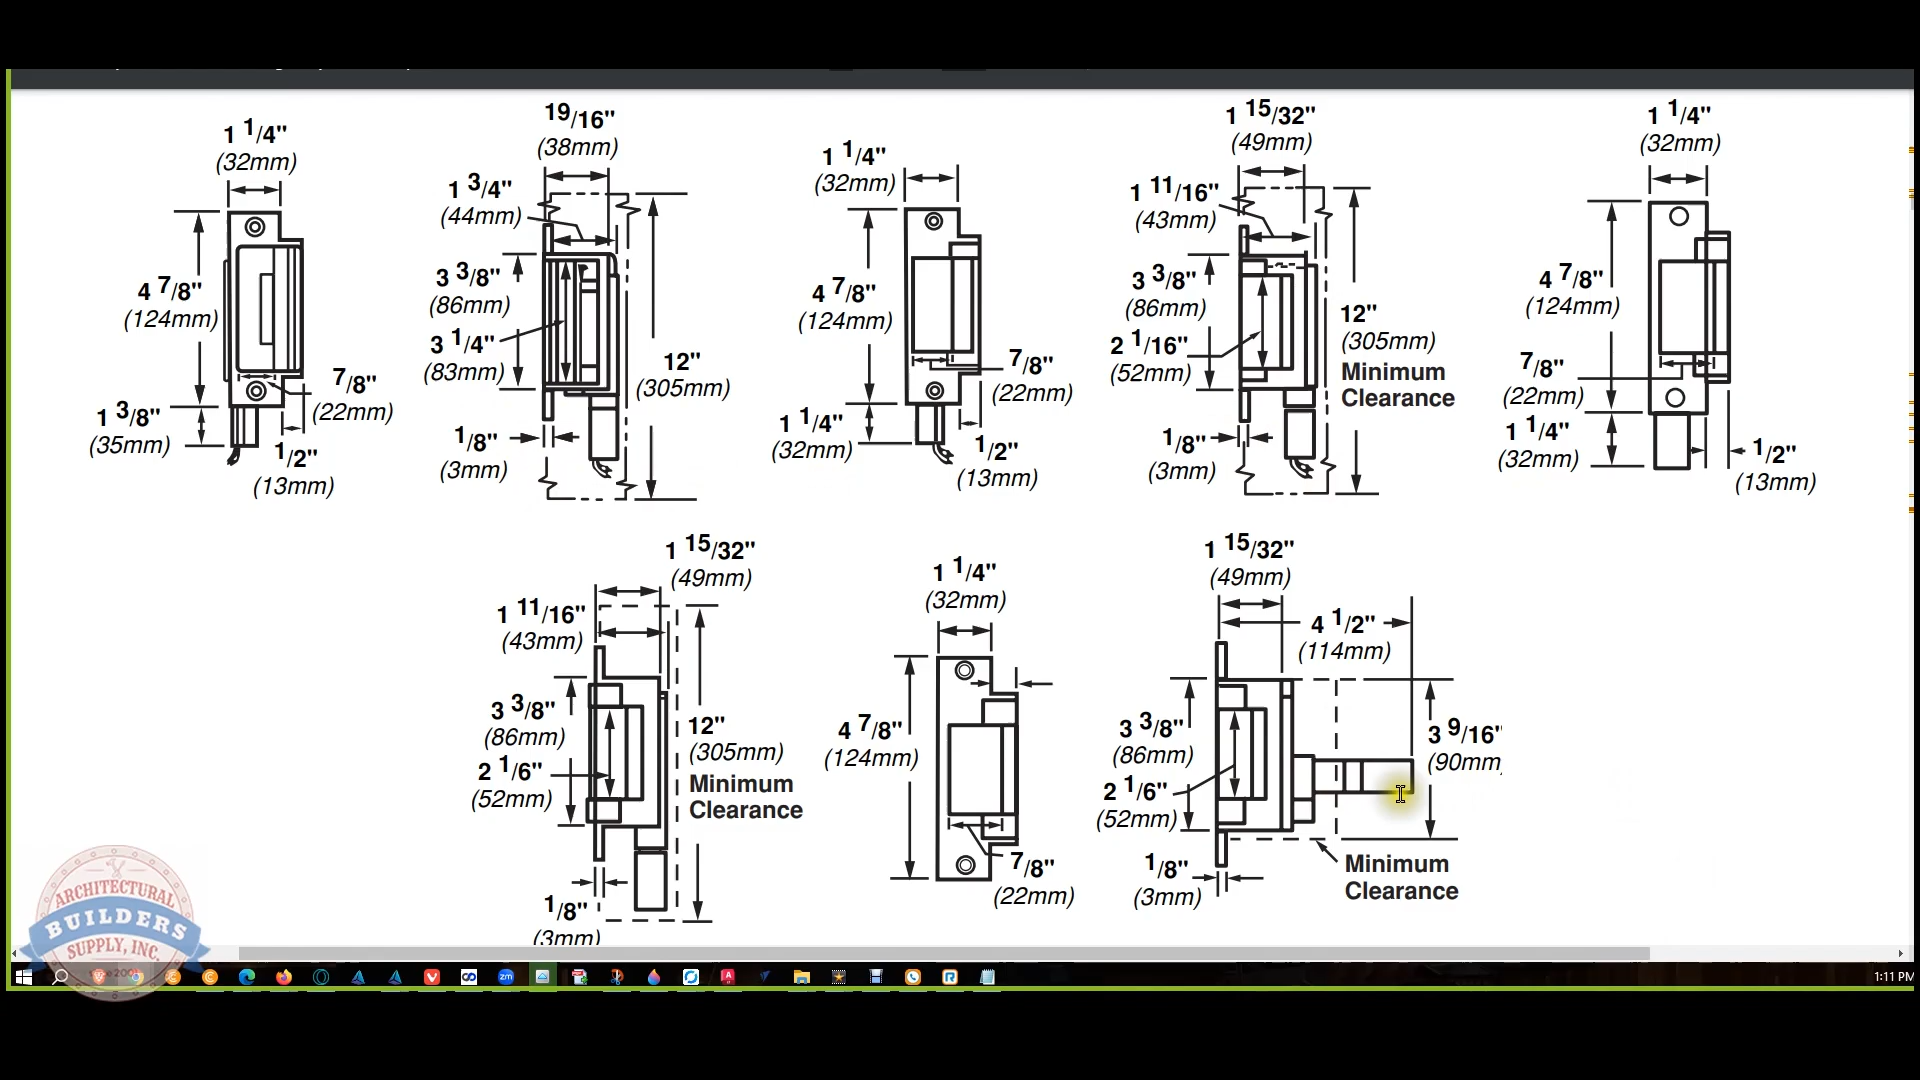 1 1/4"
(32mm)
4 7/8"
(124mm)
1 3/8"
(35mm)
7/8"
(22mm)
1/2"
(13mm)
19/16"
(38mm)
1 3/4"
(44mm)
3 3/8"
(86mm)
3 1/4"
(83mm)
12"
(305mm)
1/8"
(3mm)
1 1/4"
(32mm)
4 7/8"
(124mm)
7/8"
(22mm)
1 1/4"
(32mm)
1/2"
(13mm)
1 15/32"
(49mm)
1 11/16"
(43mm)
3 3/8"
(86mm)
2 1/16"
(52mm)
12"
(305mm)
Minimum
Clearance
1/8"
(3mm)
1 1/4"
(32mm)
4 7/8"
(124mm)
7/8"
(22mm)
1 1/4"
(32mm)
1/2"
(13mm)
1 15/32"
(49mm)
1 11/16"
(43mm)
3 3/8"
(86mm)
2 1/6"
(52mm)
12"
(305mm)
Minimum
Clearance
1/8"
(3mm)
1 1/4"
(32mm)
4 7/8"
(124mm)
7/8"
(22mm)
1 15/32"
(49mm)
4 1/2"
(114mm)
3 3/8"
(86mm)
2 1/6"
(52mm)
3 9/16"
(90mm)
Minimum
Clearance
1/8"
(3mm)
ARCHITECTURAL
BUILDERS
SUPPLY, INC.
1:11 PM